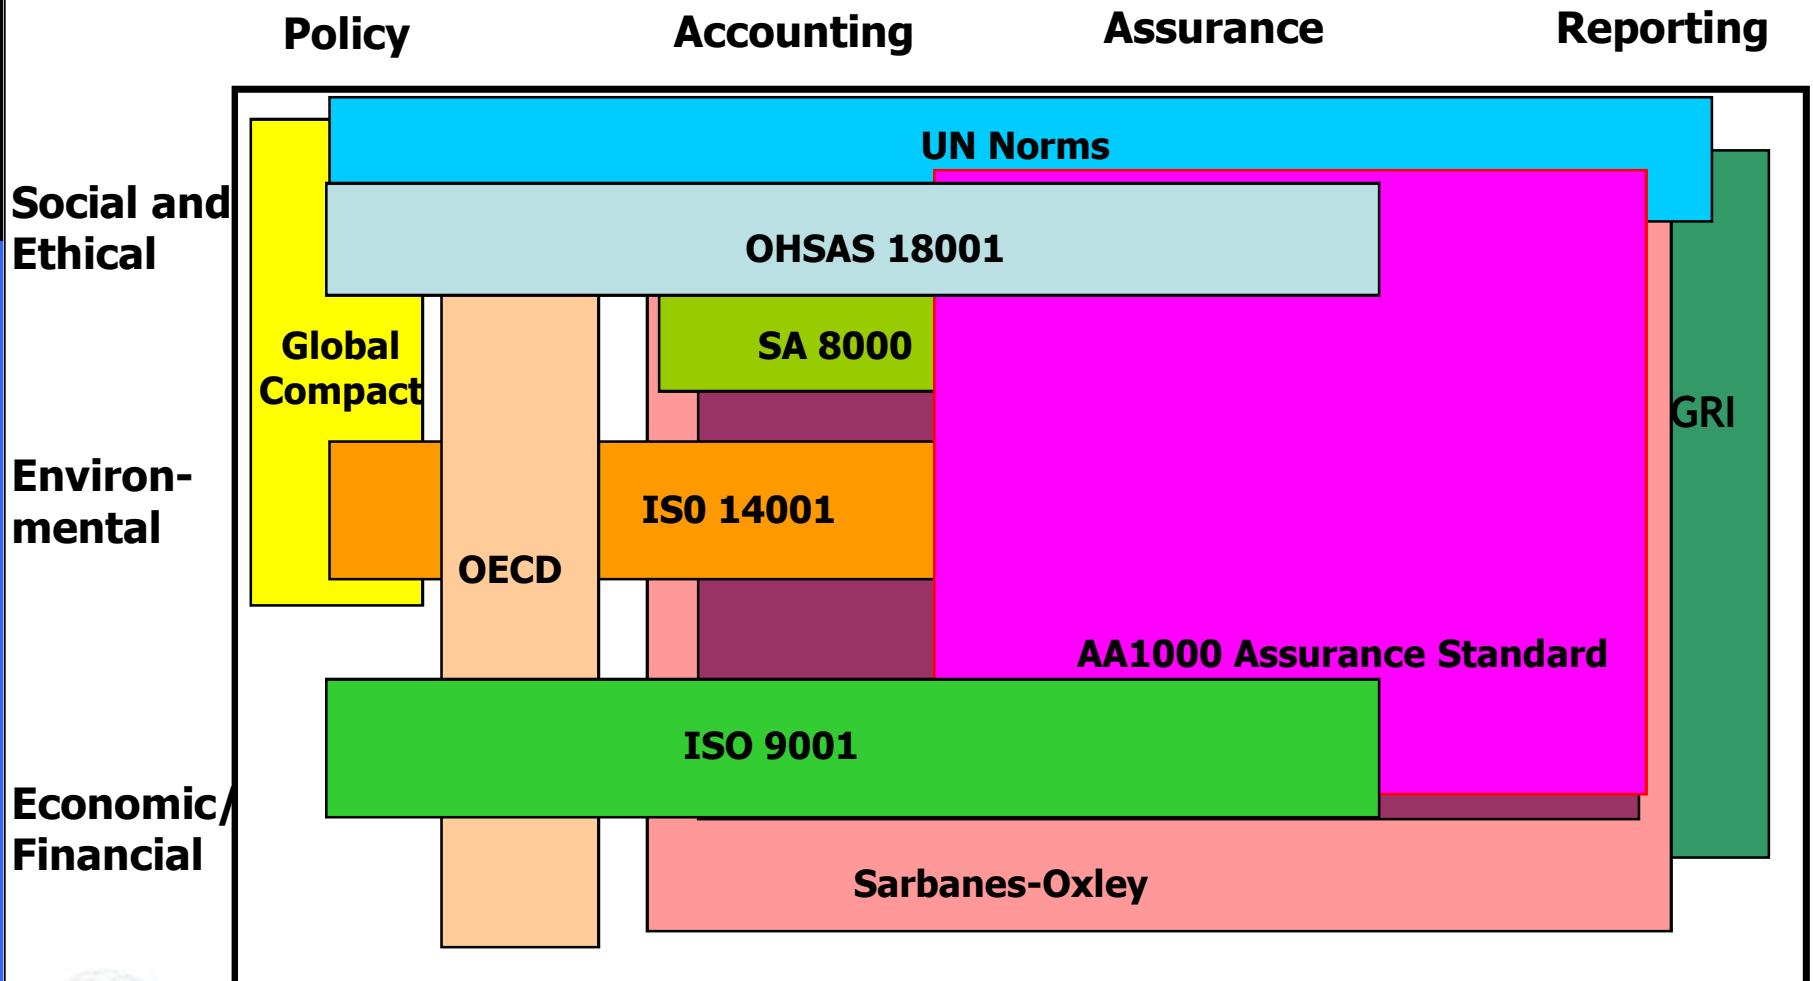 Policy Accounting Assurance Reporting
UN Norms
Social and
Ethical
OHSAS 18001
Global
Compact
SA 8000
GRI
Environ-
mental
IS0 14001
OECD
AA1000 Assurance Standard
ISO 9001
Economic/
Financial
Sarbanes-Oxley